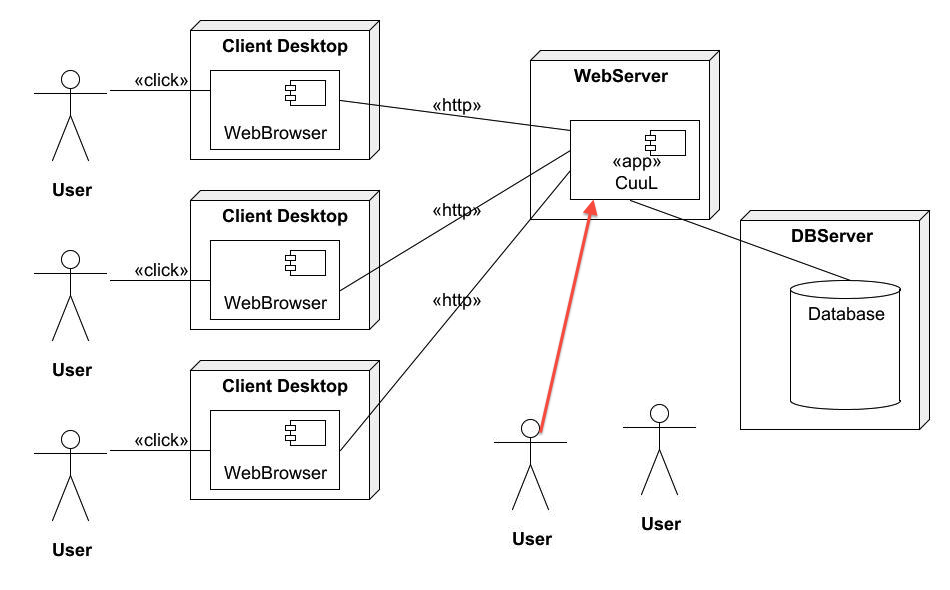 Client Desktop
«click»
WebBrowser
User
«http»
WebServer
«app»
CuuL
Client Desktop
«click»
WebBrowser
User
«http»
DBServer
Database
Client Desktop
«click»
WebBrowser
User
«http»
User
User